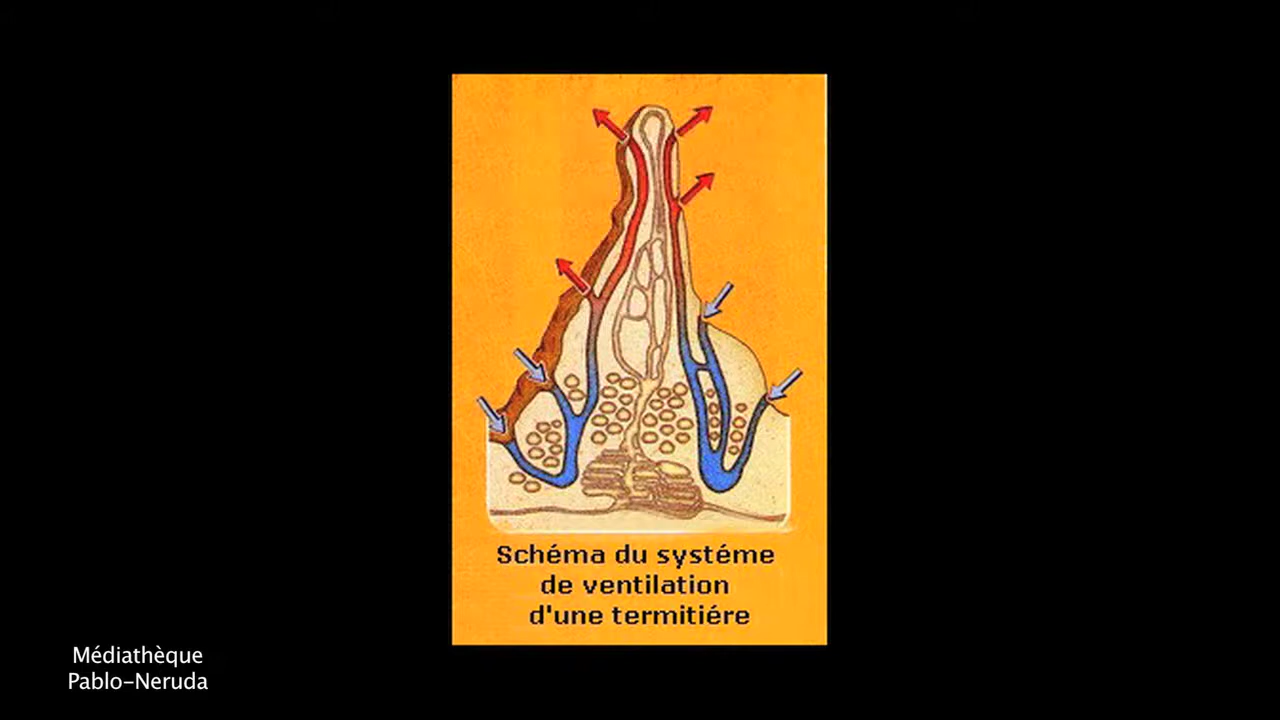 Schéma du systéme
de ventilation
d'une termitiére
Médiathèque
Pablo-Neruda